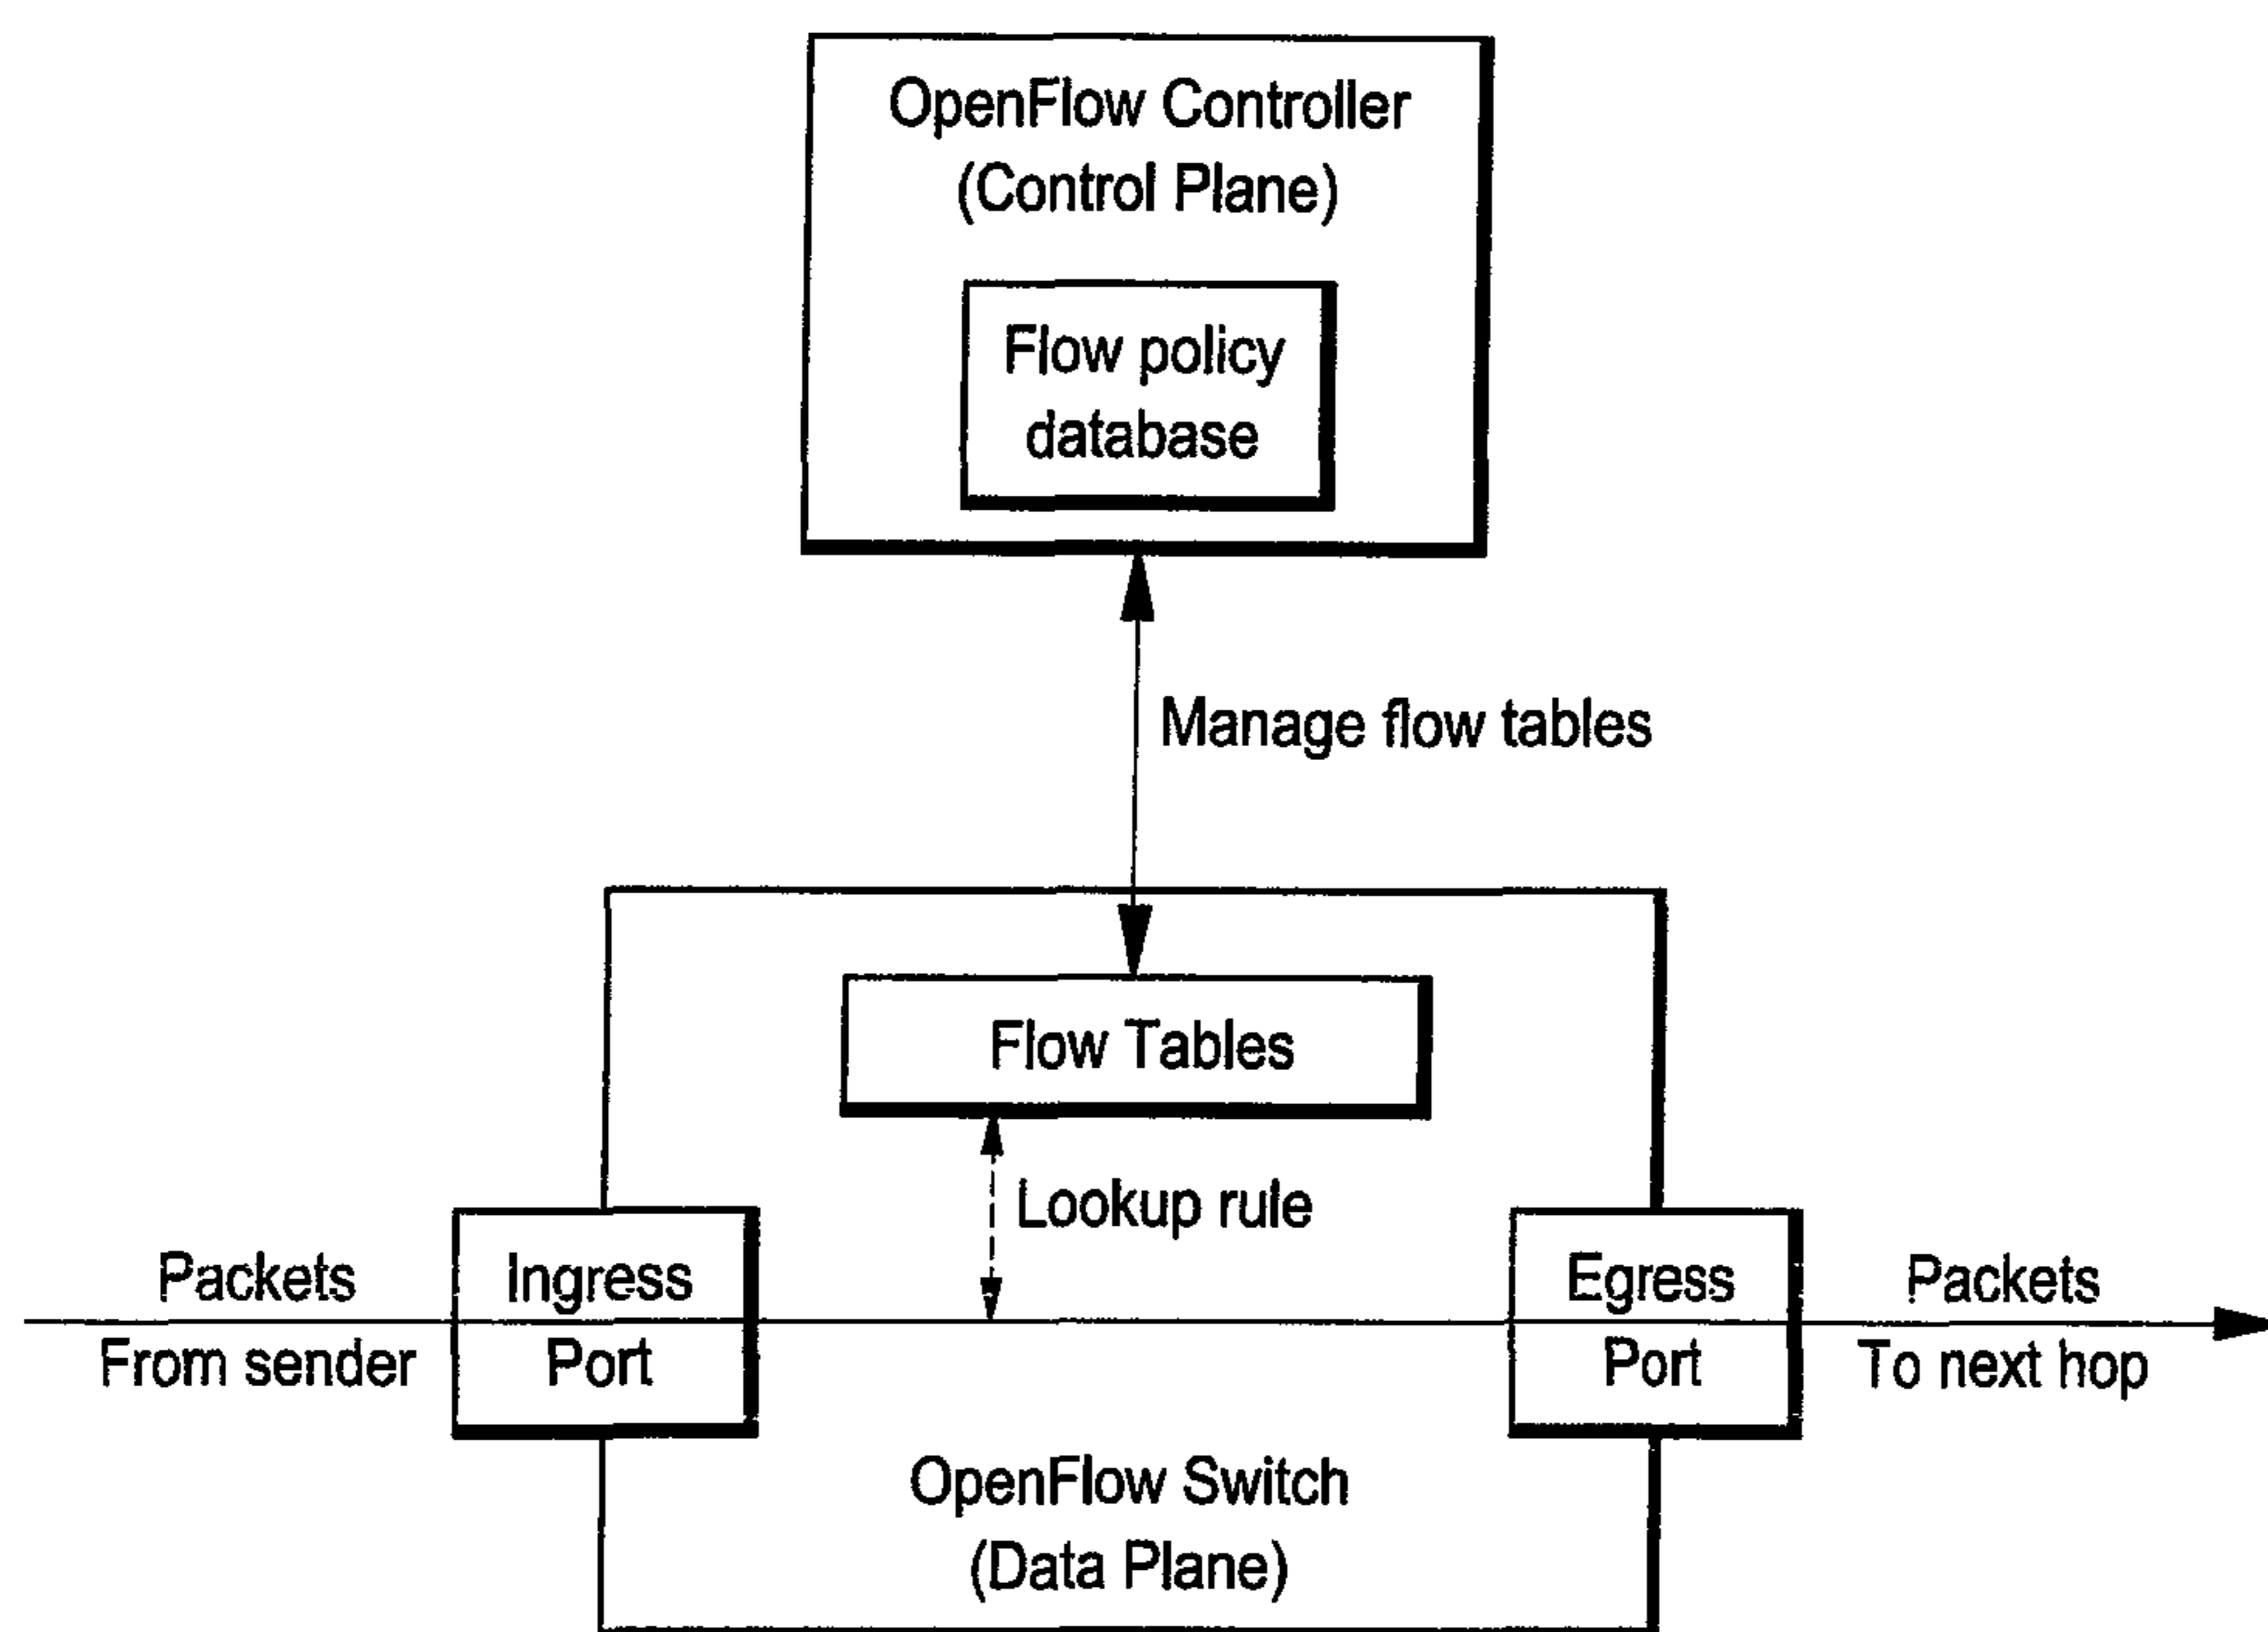 OpenFlow Controller
(Control Plane)
Flow policy
database
Manage flow tables
Flow Tables
Lookup rule
Packets
From sender
Ingress
Port
Egress
Port
Packets
To next hop
OpenFlow Switch
(Data Plane)